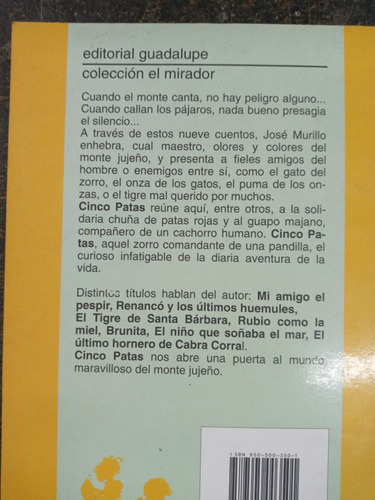 editorial guadalupe
colección el mirador
Cuando el monte canta, no hay peligro alguno...
Cuando callan los pájaros, nada bueno presagia
el silencio...
A través de estos nueve cuentos, José Murillo
enhebra, cual maestro, olores y colores del
monte jujeño, y presenta a fieles amigos del
hombre o enemigos entre sí, como el gato del
zorro, el onza de los gatos, el puma de los on-
zas, o el tigre mal querido por muchos.
Cinco Patas reúne aquí, entre otros, a la soli-
daria chuña de patas rojas y al guapo majano,
compañero de un cachorro humano. Cinco Pa-
tas, aquel zorro comandante de una pandilla, el
curioso infatigable de la diaria aventura de la
vida.
Distintos títulos hablan del autor: Mi amigo el
pespir, Renancó y los últimos huemules,
El Tigre de Santa Bárbara, Rubio como la
miel, Brunita, El niño que soñaba el mar, El
último hornero de Cabra Corral.
Cinco Patas nos abre una puerta al mundo
maravilloso del monte jujeño.
ISBN 950-500-350-1